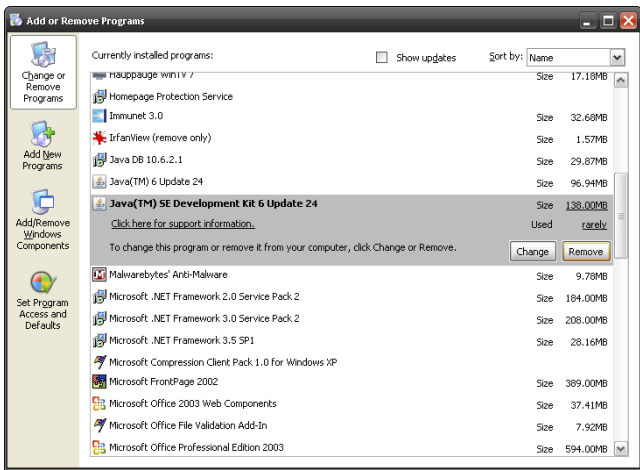 Add or Remove Programs
Change or
Remove
Programs
Add New
Programs
Add/Remove
Windows
Components
Set Program
Access and
Defaults
Currently installed programs: Show updates Sort by: Name
Hauppauge WinTV 7 Size 17.18MB
Homepage Protection Service
Immunet 3.0 Size 32.68MB
IrfanView (remove only) Size 1.57MB
Java DB 10.6.2.1 Size 29.87MB
Java(TM) 6 Update 24 Size 96.94MB
Java(TM) SE Development Kit 6 Update 24 Size 138.00MB
Click here for support information. Used rarely
To change this program or remove it from your computer, click Change or Remove. Change Remove
Malwarebytes' Anti-Malware Size 9.78MB
Microsoft .NET Framework 2.0 Service Pack 2 Size 184.00MB
Microsoft .NET Framework 3.0 Service Pack 2 Size 208.00MB
Microsoft .NET Framework 3.5 SP1 Size 28.16MB
Microsoft Compression Client Pack 1.0 for Windows XP
Microsoft FrontPage 2002 Size 389.00MB
Microsoft Office 2003 Web Components Size 37.41MB
Microsoft Office File Validation Add-In Size 7.92MB
Microsoft Office Professional Edition 2003 Size 594.00MB